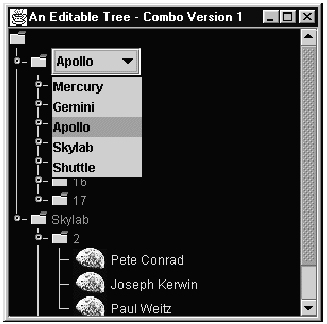 An Editable Tree - Combo Version 1
Apollo
Mercury
Gemini
Apollo
Skylab
Shuttle
16
17
Skylab
2
Pete Conrad
Joseph Kerwin
Paul Weitz